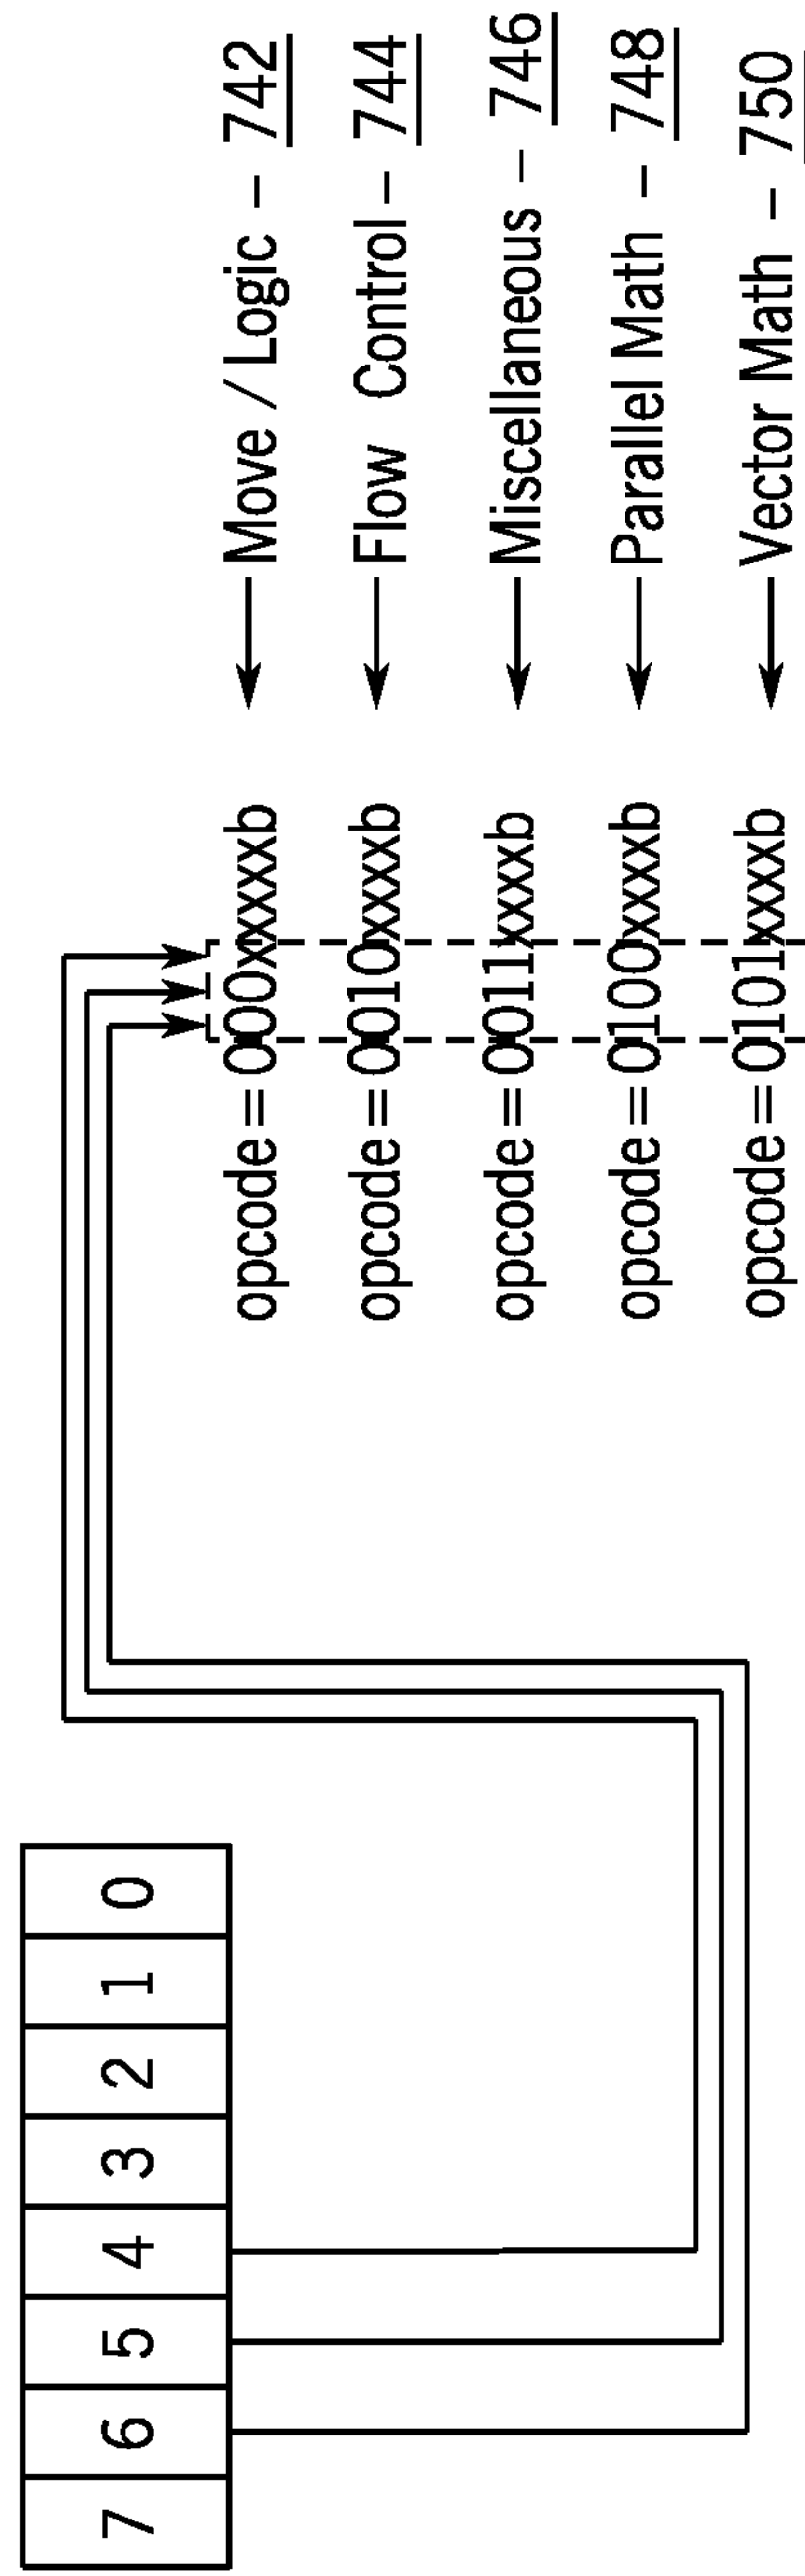 7 6 5 4 3 2 1 0
opcode=000xxxxxb ← Move / Logic – 742
opcode=0010xxxxb ← Flow Control – 744
opcode=0011xxxxb ← Miscellaneous – 746
opcode=0100xxxxb ← Parallel Math – 748
opcode=0101xxxxb ← Vector Math – 750